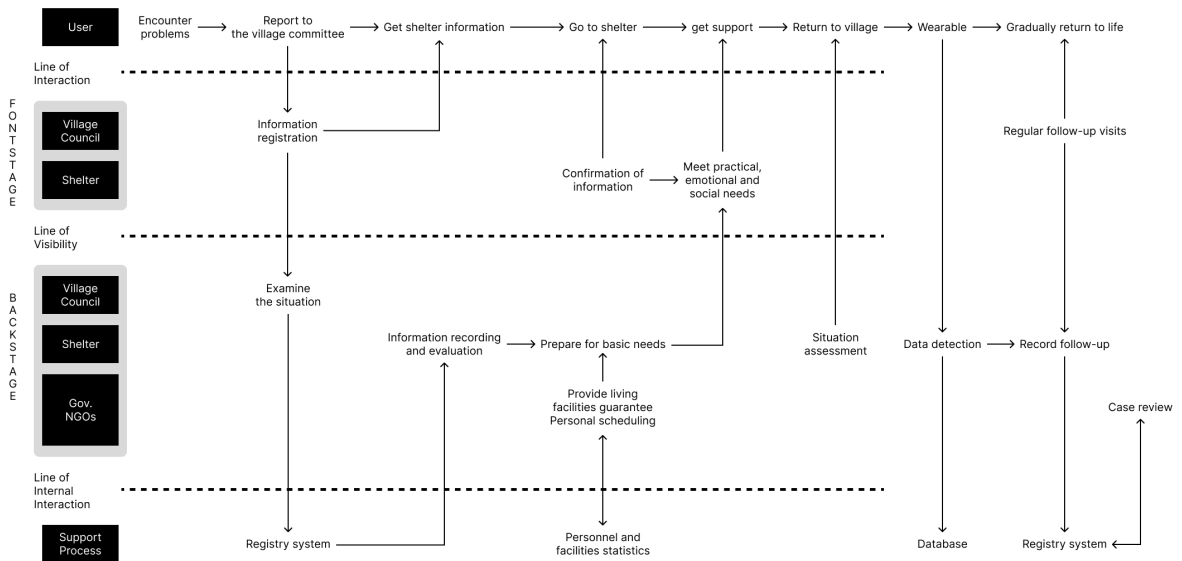 User
Encounter
problems
Report to
the village committee
Get shelter information
Go to shelter
get support
Return to village
Wearable
Gradually return to life
Line of
Interaction
FONTSTAGE
Village
Council
Shelter
Information
registration
Confirmation of
information
Meet practical,
emotional and
social needs
Regular follow-up visits
Line of
Visibility
BACKSTAGE
Village
Council
Shelter
Gov.
NGOs
Examine
the situation
Information recording
and evaluation
Prepare for basic needs
Situation
assessment
Data detection
Record follow-up
Provide living
facilities guarantee
Personal scheduling
Case review
Line of
Internal
Interaction
Support
Process
Registry system
Personnel and
facilities statistics
Database
Registry system